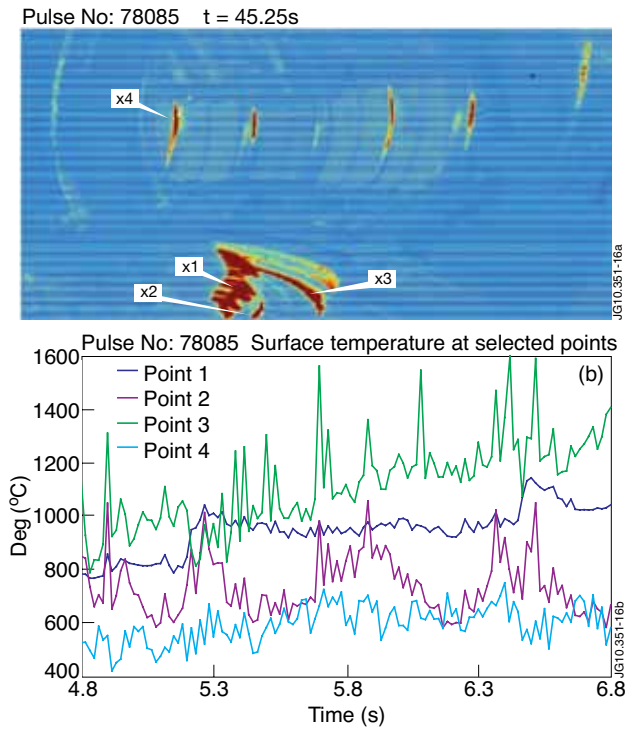 Pulse No: 78085 t = 45.25s
x4
x1
x2
x3
JG10.351-16a
Pulse No: 78085 Surface temperature at selected points
(b)
Point 1
Point 2
Point 3
Point 4
1600
1400
1200
1000
800
600
400
Deg (ºC)
4.8
5.3
5.8
6.3
6.8
Time (s)
JG10.351-16b